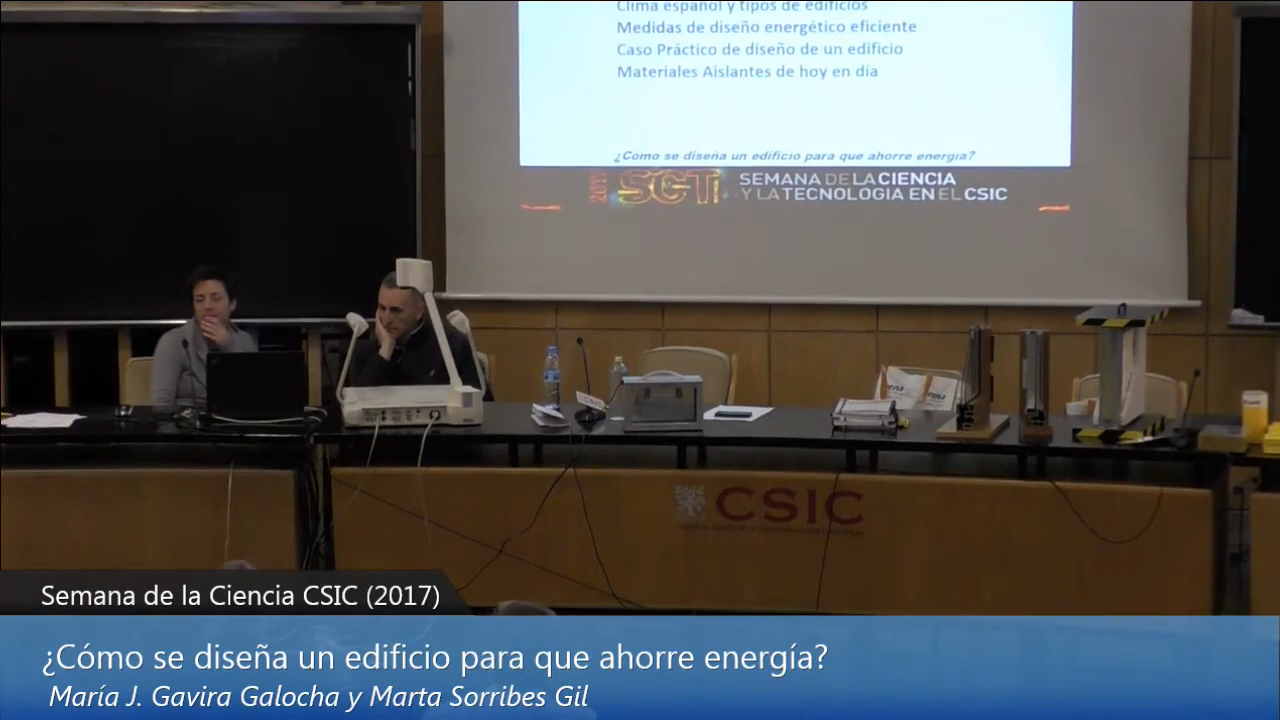 Clima español y tipos de edificios
Medidas de diseño energético eficiente
Caso Práctico de diseño de un edificio
Materiales Aislantes de hoy en día
¿Como se diseña un edificio para que ahorre energía?
SEMANA DE LA CIENCIA
Y LA TECNOLOGIA EN EL CSIC
CSIC
Semana de la Ciencia CSIC (2017)
¿Cómo se diseña un edificio para que ahorre energía?
María J. Gavira Galocha y Marta Sorribes Gil